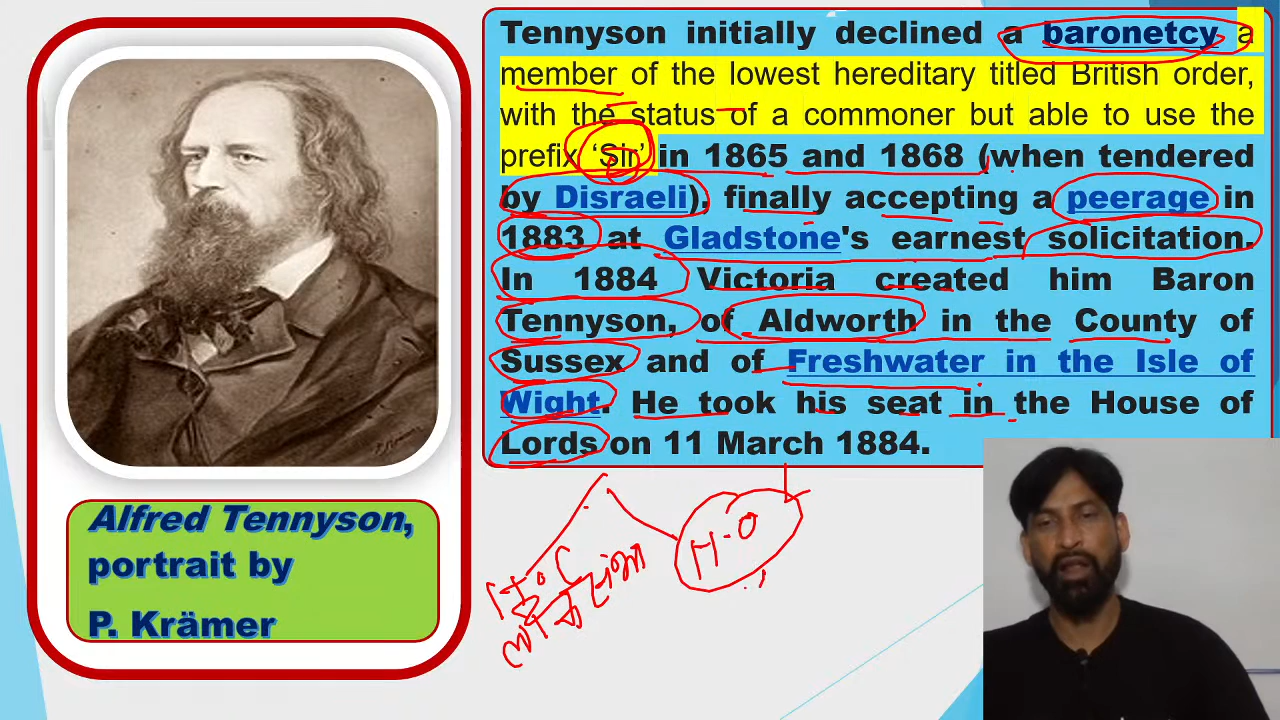 Tennyson initially declined a baronetcy a
member of the lowest hereditary titled British order,
with the status of a commoner but able to use the
prefix ‘Sir’ in 1865 and 1868 (when tendered
by Disraeli), finally accepting a peerage in
1883 at Gladstone's earnest solicitation.
In 1884 Victoria created him Baron
Tennyson, of Aldworth in the County of
Sussex and of Freshwater in the Isle of
Wight. He took his seat in the House of
Lords on 11 March 1884.
Alfred Tennyson,
portrait by
P. Krämer